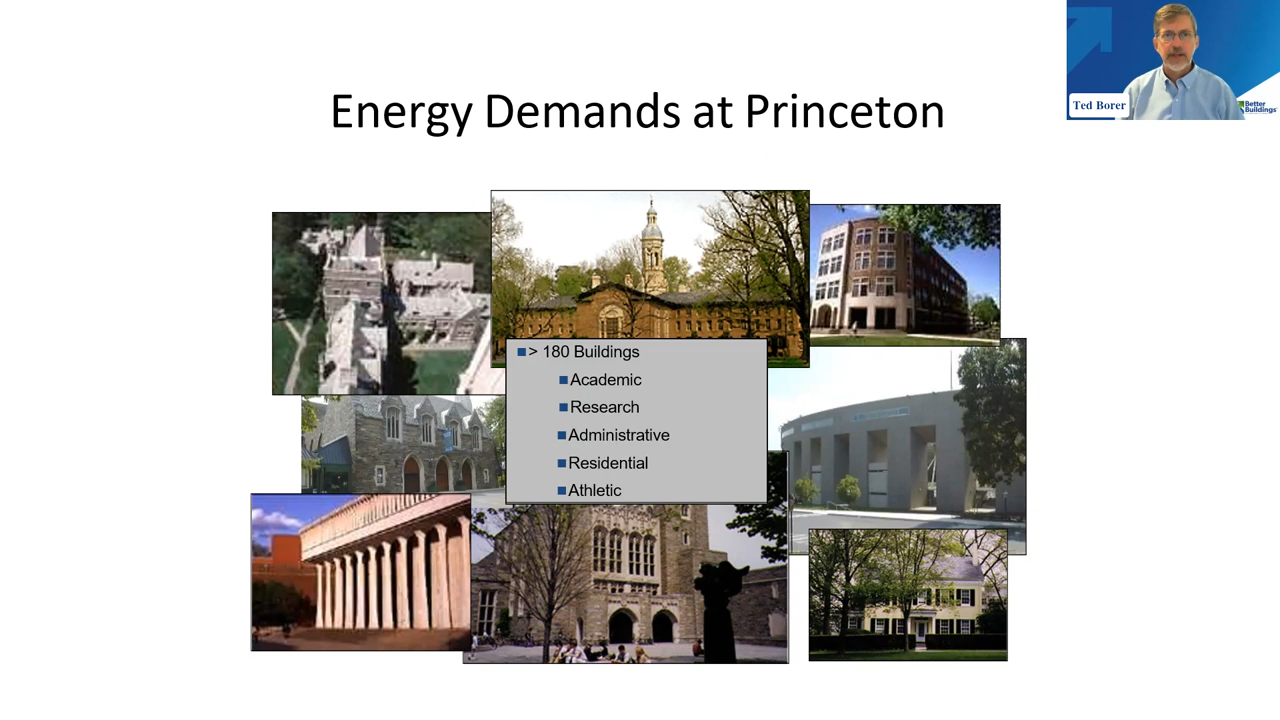 Energy Demands at Princeton
Ted Borer
Better
Buildings
> 180 Buildings
Academic
Research
Administrative
Residential
Athletic